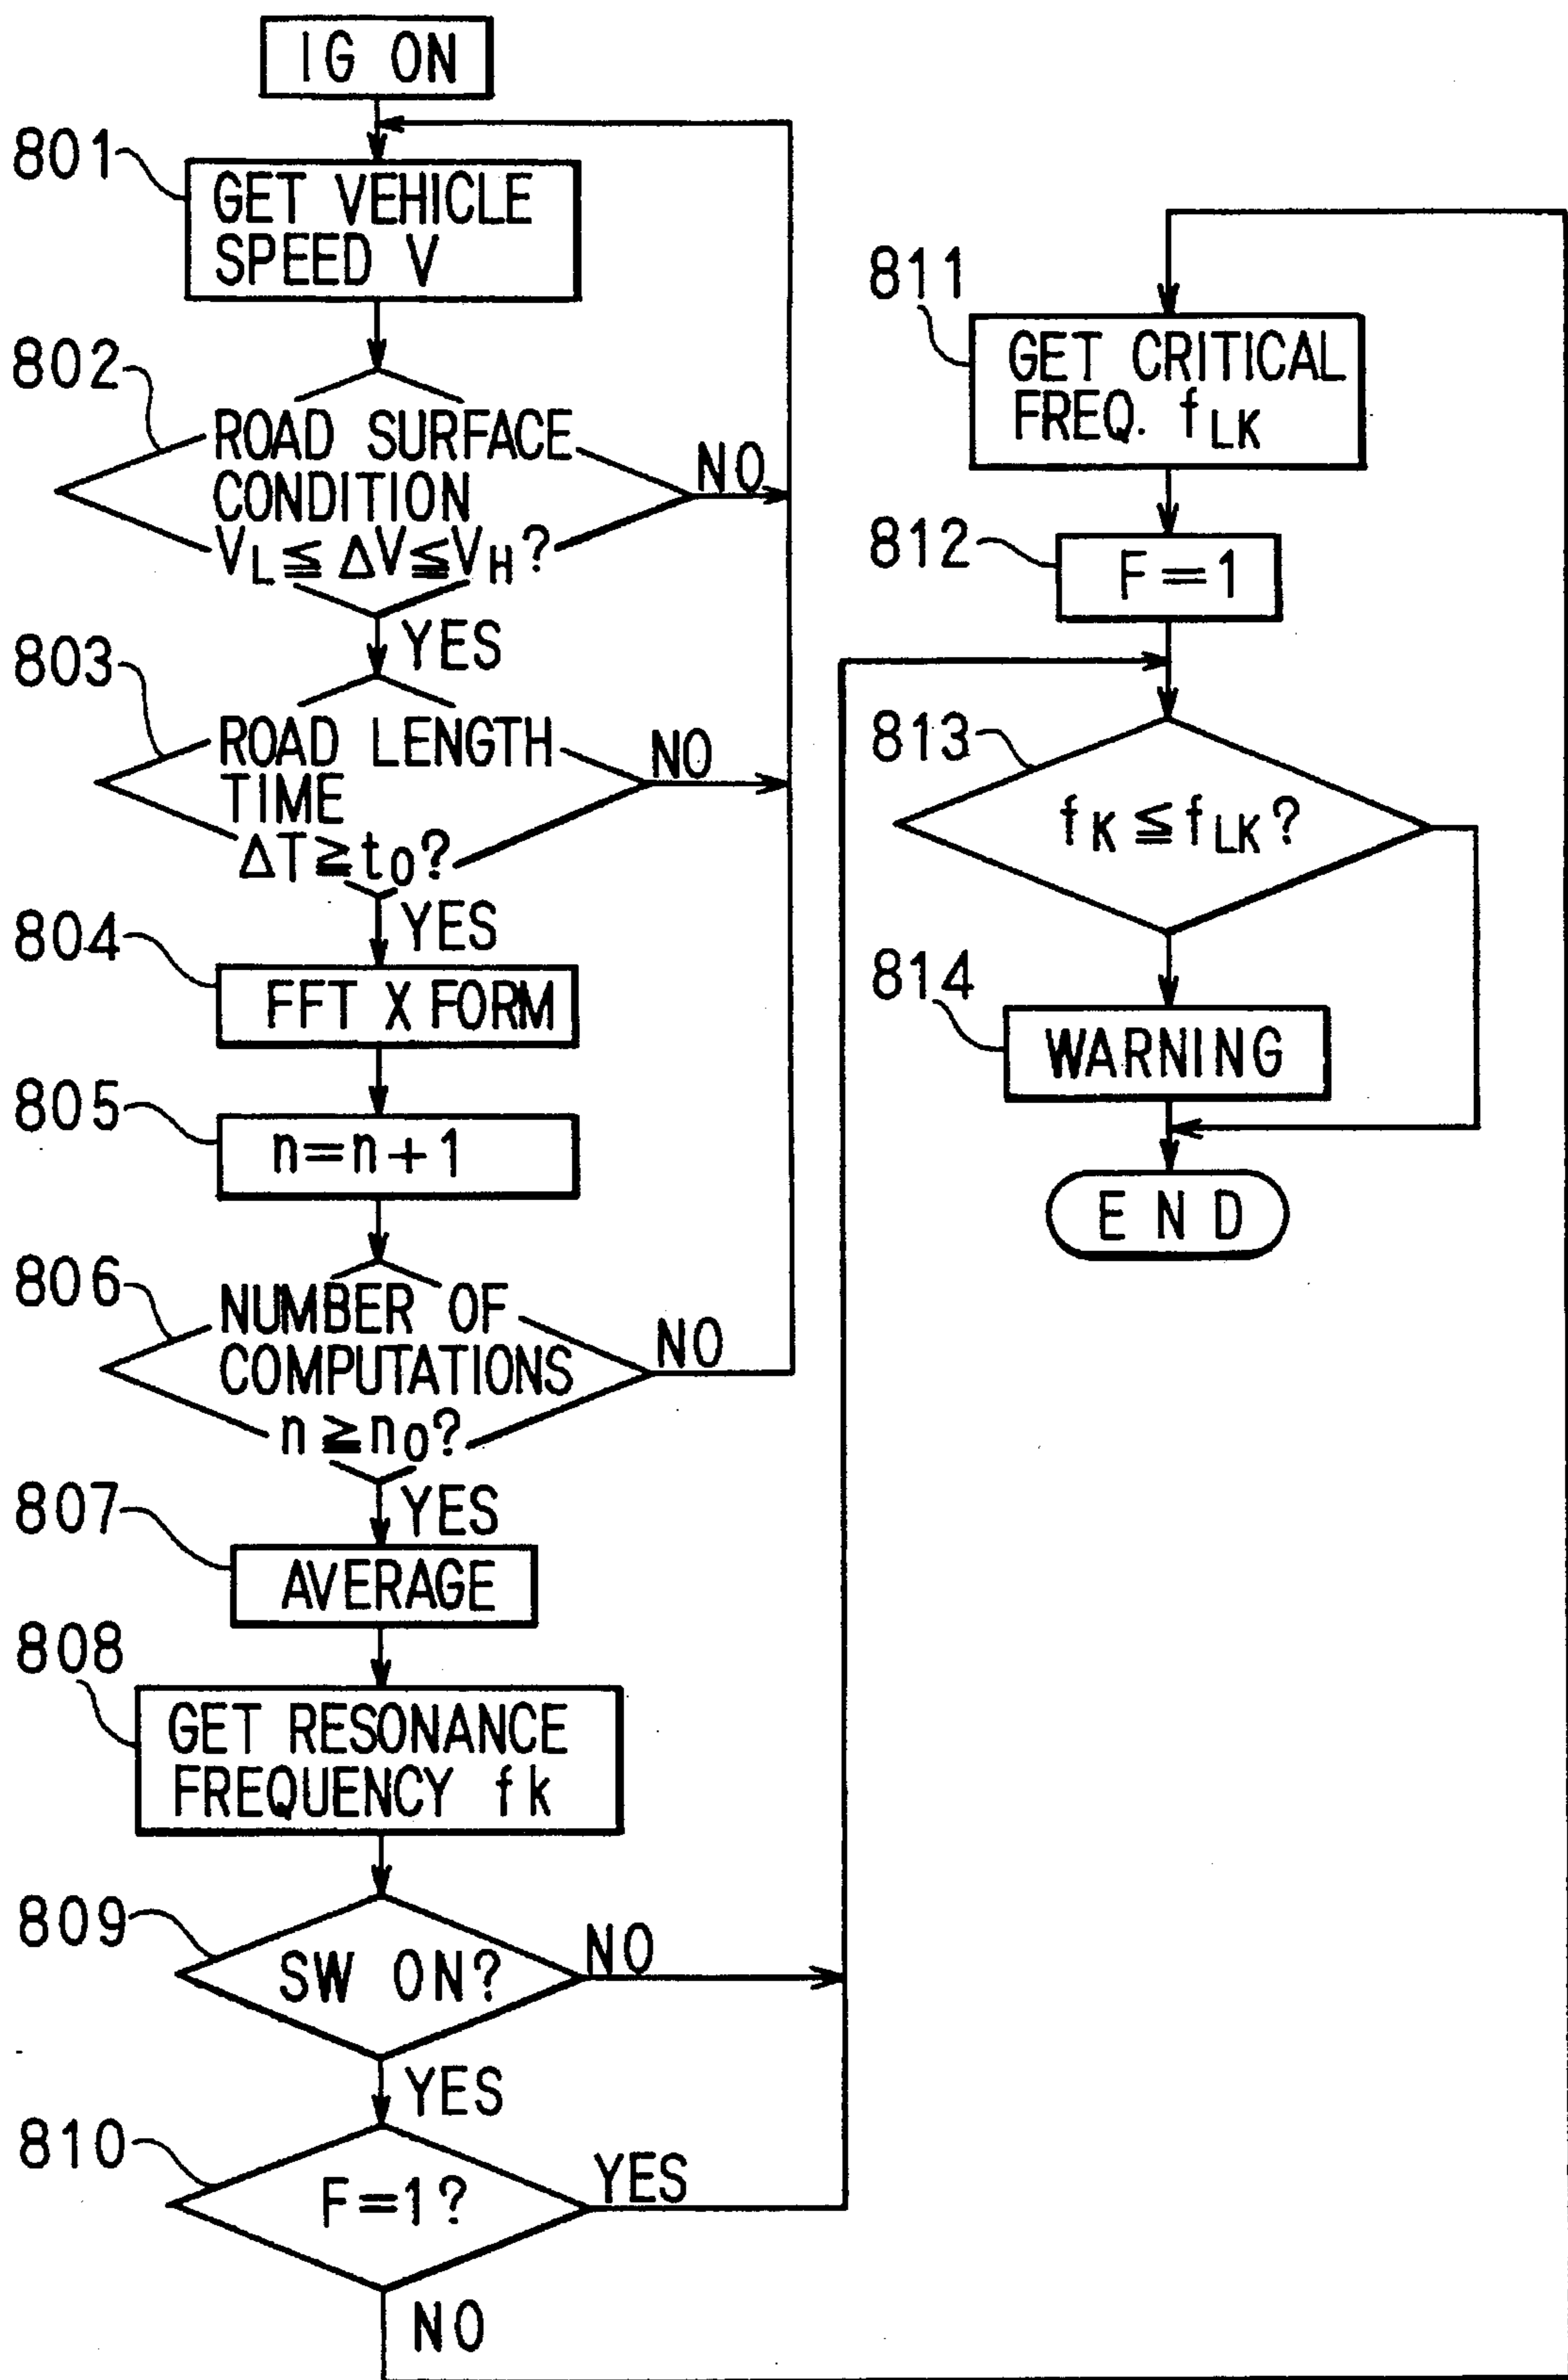 IG ON
801
GET VEHICLE
SPEED V
802
ROAD SURFACE
CONDITION
VL ≦ ΔV ≦ VH ?
NO
YES
803
ROAD LENGTH
TIME
ΔT ≧ t0 ?
NO
YES
804
FFT X FORM
805
n=n+1
806
NUMBER OF
COMPUTATIONS
n ≧ n0 ?
NO
YES
807
AVERAGE
808
GET RESONANCE
FREQUENCY fk
809
SW ON?
NO
YES
810
F=1?
YES
NO
811
GET CRITICAL
FREQ. fLK
812
F=1
813
fK ≦ fLK ?
814
WARNING
END